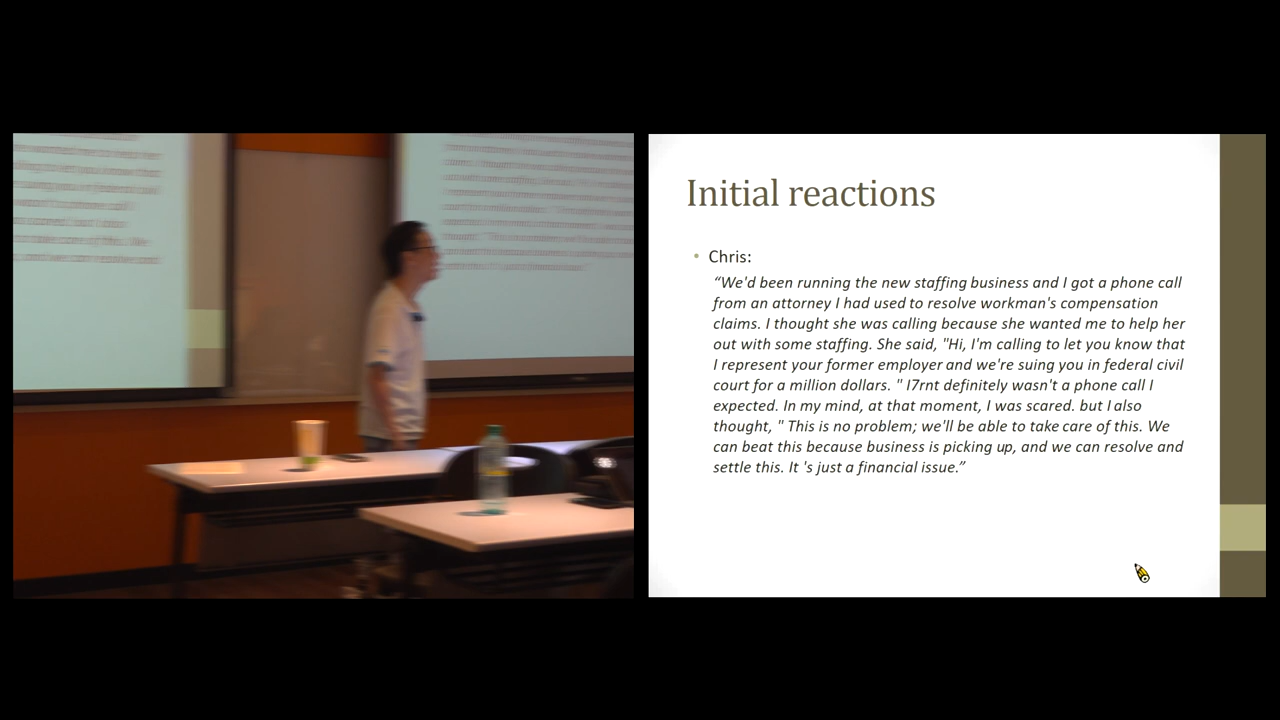 Initial reactions
• Chris:
“We'd been running the new staffing business and I got a phone call
from an attorney I had used to resolve workman's compensation
claims. I thought she was calling because she wanted me to help her
out with some staffing. She said, "Hi, I'm calling to let you know that
I represent your former employer and we're suing you in federal civil
court for a million dollars. " I7rnt definitely wasn't a phone call I
expected. In my mind, at that moment, I was scared. but I also
thought, " This is no problem; we'll be able to take care of this. We
can beat this because business is picking up, and we can resolve and
settle this. It 's just a financial issue.”